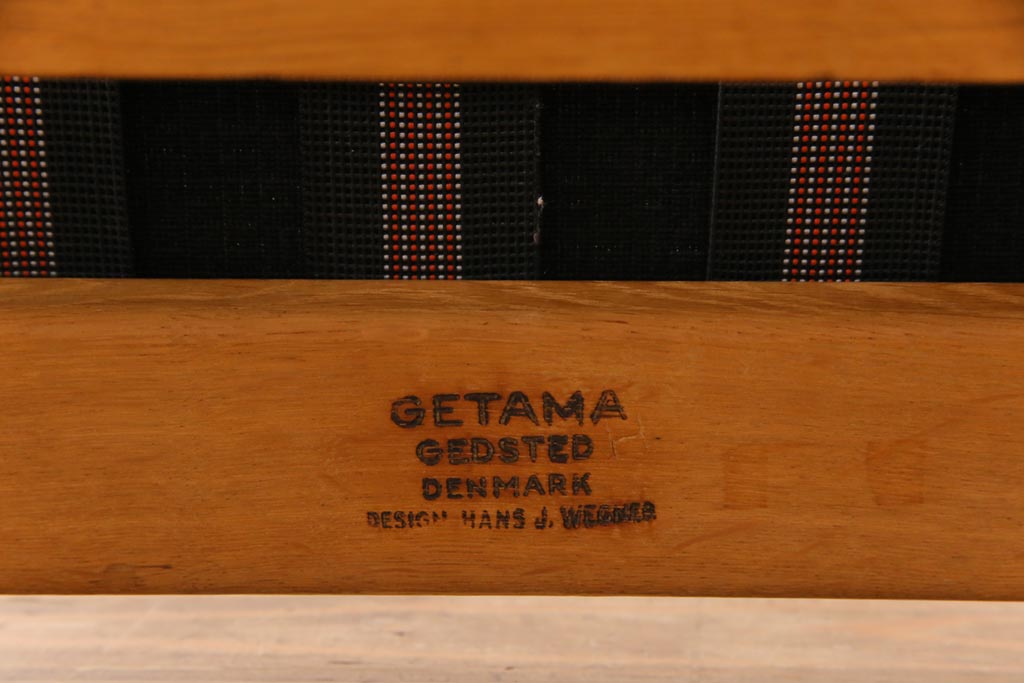 GETAMA
GEDSTED
DENMARK
DESIGN HANS J. WEGNER